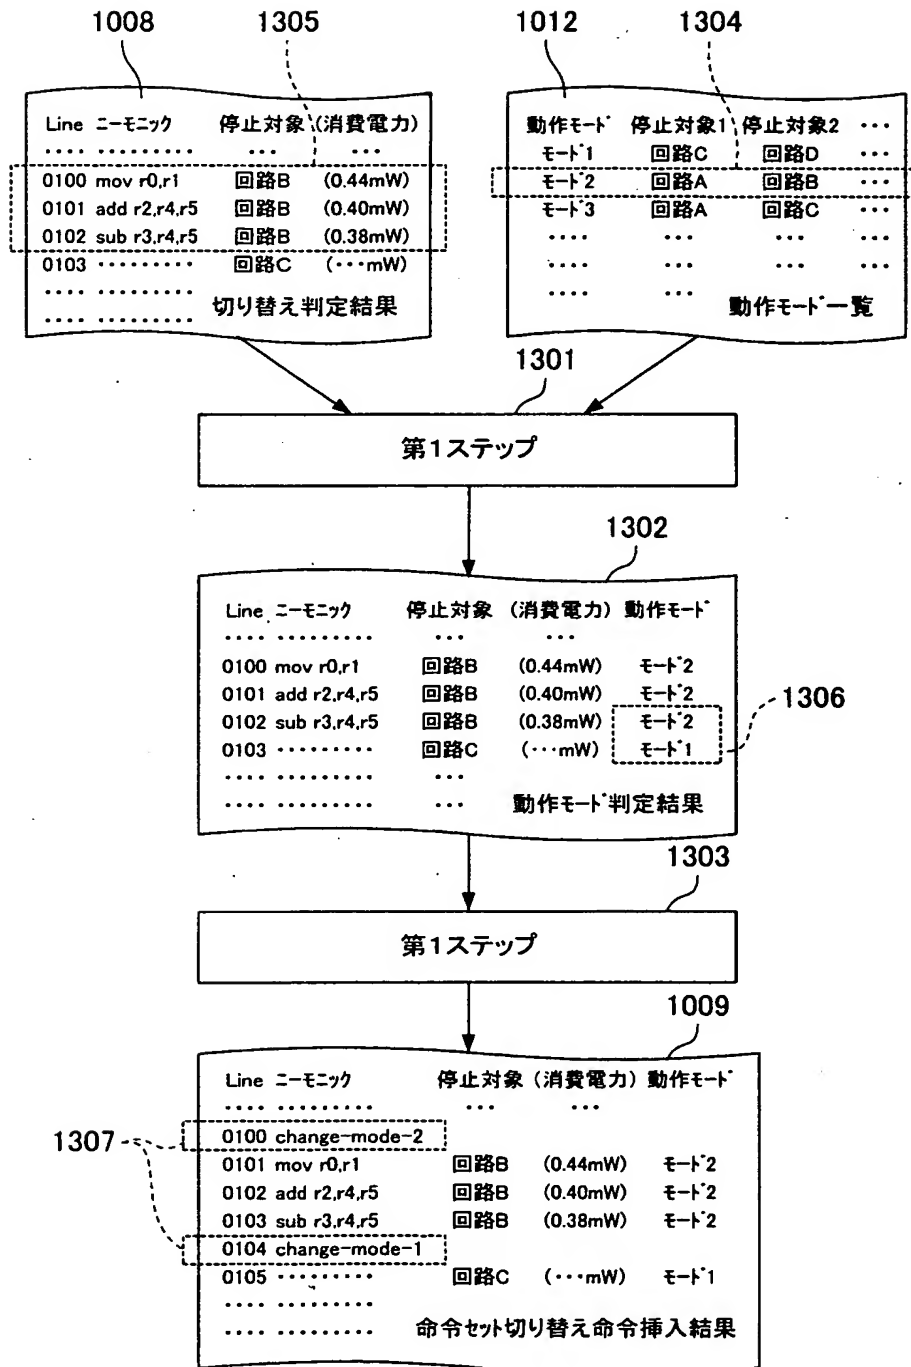 1008 1305 1012 1304
Line ニーモニック 停止対象 (消費電力)
···· ········· ··· ···
0100 mov r0,r1 回路B (0.44mW)
0101 add r2,r4,r5 回路B (0.40mW)
0102 sub r3,r4,r5 回路B (0.38mW)
0103 ········· 回路C (···mW)
···· ·········
···· ········· 切り替え判定結果
動作モード 停止対象1 停止対象2 ···
モード1 回路C 回路D ···
モード2 回路A 回路B ···
モード3 回路A 回路C ···
···· ··· ··· ···
···· ··· ··· ···
···· ···
動作モード一覧
1301
第1ステップ
1302
Line ニーモニック 停止対象 (消費電力) 動作モード
···· ········· ··· ···
0100 mov r0,r1 回路B (0.44mW) モード2
0101 add r2,r4,r5 回路B (0.40mW) モード2
0102 sub r3,r4,r5 回路B (0.38mW) モード2
0103 ········· 回路C (···mW) モード1
···· ········· ···
···· ········· ···
動作モード判定結果
1306
1303
第1ステップ
1009
Line ニーモニック 停止対象 (消費電力) 動作モード
···· ········· ··· ···
0100 change-mode-2
0101 mov r0,r1 回路B (0.44mW) モード2
0102 add r2,r4,r5 回路B (0.40mW) モード2
0103 sub r3,r4,r5 回路B (0.38mW) モード2
0104 change-mode-1
0105 ········· 回路C (···mW) モード1
···· ·········
···· ········· 命令セット切り替え命令挿入結果
1307